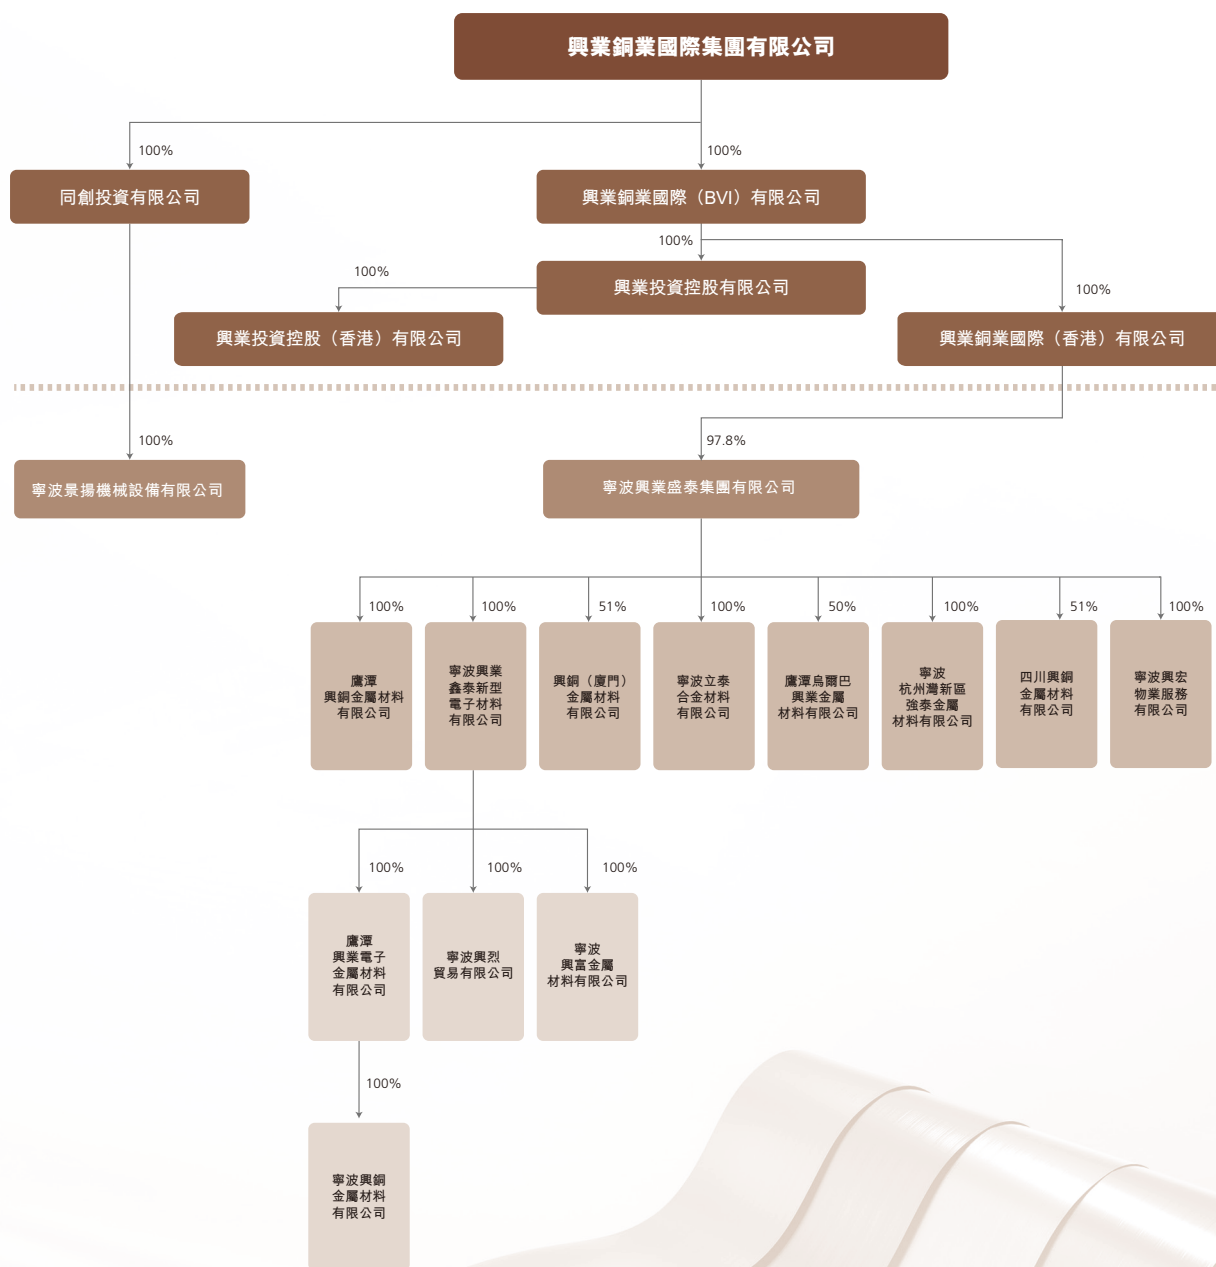 興業銅業國際集團有限公司
100%
100%
同創投資有限公司
興業銅業國際（BVI）有限公司
100%
100%
興業投資控股有限公司
100%
興業投資控股（香港）有限公司
興業銅業國際（香港）有限公司
100%
97.8%
寧波景揚機械設備有限公司
寧波興業盛泰集團有限公司
100%
100%
51%
100%
50%
100%
51%
100%
鷹潭
興銅金屬材料
有限公司
寧波興業
鑫泰新型
電子材料
有限公司
興銅（廈門）
金屬材料
有限公司
寧波立泰
合金材料
有限公司
鷹潭烏爾巴
興業金屬
材料有限公司
寧波
杭州灣新區
強泰金屬
材料有限公司
四川興銅
金屬材料
有限公司
寧波興宏
物業服務
有限公司
100%
100%
100%
鷹潭
興業電子
金屬材料
有限公司
寧波興烈
貿易有限公司
寧波
興富金屬
材料有限公司
100%
寧波興銅
金屬材料
有限公司